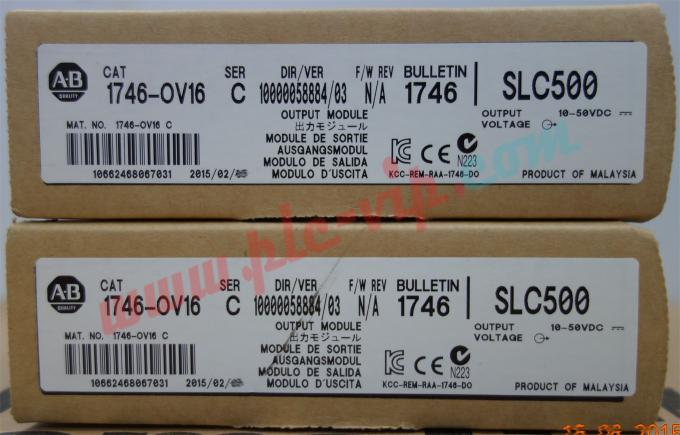 A-B
QUALITY
CAT SER DIR/VER F/W REV BULLETIN
1746-OV16 C 10000058884/03 N/A 1746 SLC500
OUTPUT MODULE
出力モジュール
MODULE DE SORTIE
AUSGANGSMODUL
MODULO DE SALIDA
MODULO D'USCITA
MAT. NO. 1746-OV16 C
10662468067031 2015/02/
OUTPUT 10-50VDC
VOLTAGE
CE N223
KCC-REM-RAA-1746-DO
PRODUCT OF MALAYSIA
www.plc-vip.com
A-B
QUALITY
CAT SER DIR/VER F/W REV BULLETIN
1746-OV16 C 10000058884/03 N/A 1746 SLC500
OUTPUT MODULE
出力モジュール
MODULE DE SORTIE
AUSGANGSMODUL
MODULO DE SALIDA
MODULO D'USCITA
MAT. NO. 1746-OV16 C
10662468067031 2015/02/
OUTPUT 10-50VDC
VOLTAGE
CE N223
KCC-REM-RAA-1746-DO
PRODUCT OF MALAYSIA